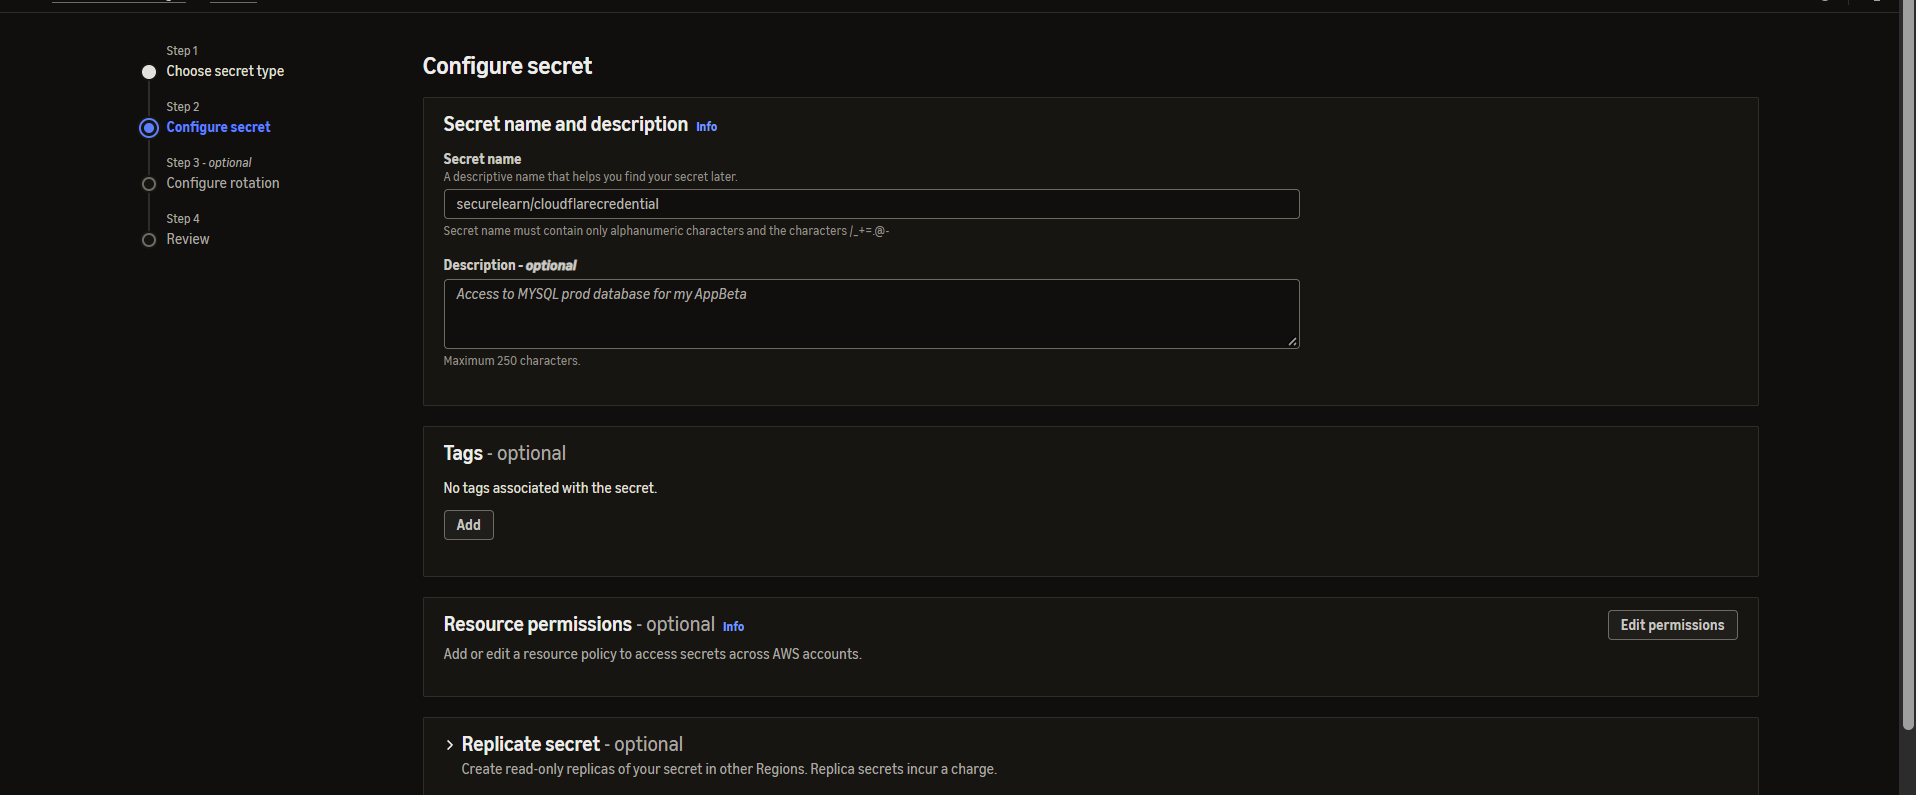 Step 1
Choose secret type
Step 2
Configure secret
Step 3 - optional
Configure rotation
Step 4
Review
Configure secret
Secret name and description Info
Secret name
A descriptive name that helps you find your secret later.
securelearn/cloudflarecredential
Secret name must contain only alphanumeric characters and the characters /_+=.@-
Description - optional
Access to MYSQL prod database for my AppBeta
Maximum 250 characters.
Tags - optional
No tags associated with the secret.
Add
Resource permissions - optional Info
Edit permissions
Add or edit a resource policy to access secrets across AWS accounts.
Replicate secret - optional
Create read-only replicas of your secret in other Regions. Replica secrets incur a charge.